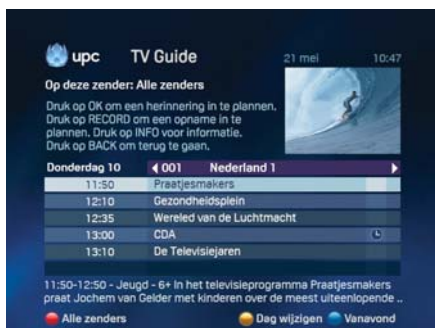 upc TV Guide 21 mei 10:47
Op deze zender: Alle zenders
Druk op OK om een herinnering in te plannen.
Druk op RECORD om een opname in te
plannen. Druk op INFO voor informatie.
Druk op BACK om terug te gaan.
Donderdag 10 001 Nederland 1
11:50 Praatjesmakers
12:10 Gezondheidsplein
12:35 Wereled van de Luchtmacht
13:00 CDA
13:10 De Televisiejaren
11:50-12:50 - Jeugd - 6+ In het televisieprogramma Praatjesmakers
praat Jochem van Gelder met kinderen over de meest uiteenlopende ..
Alle zenders Dag wijzigen Vanavond